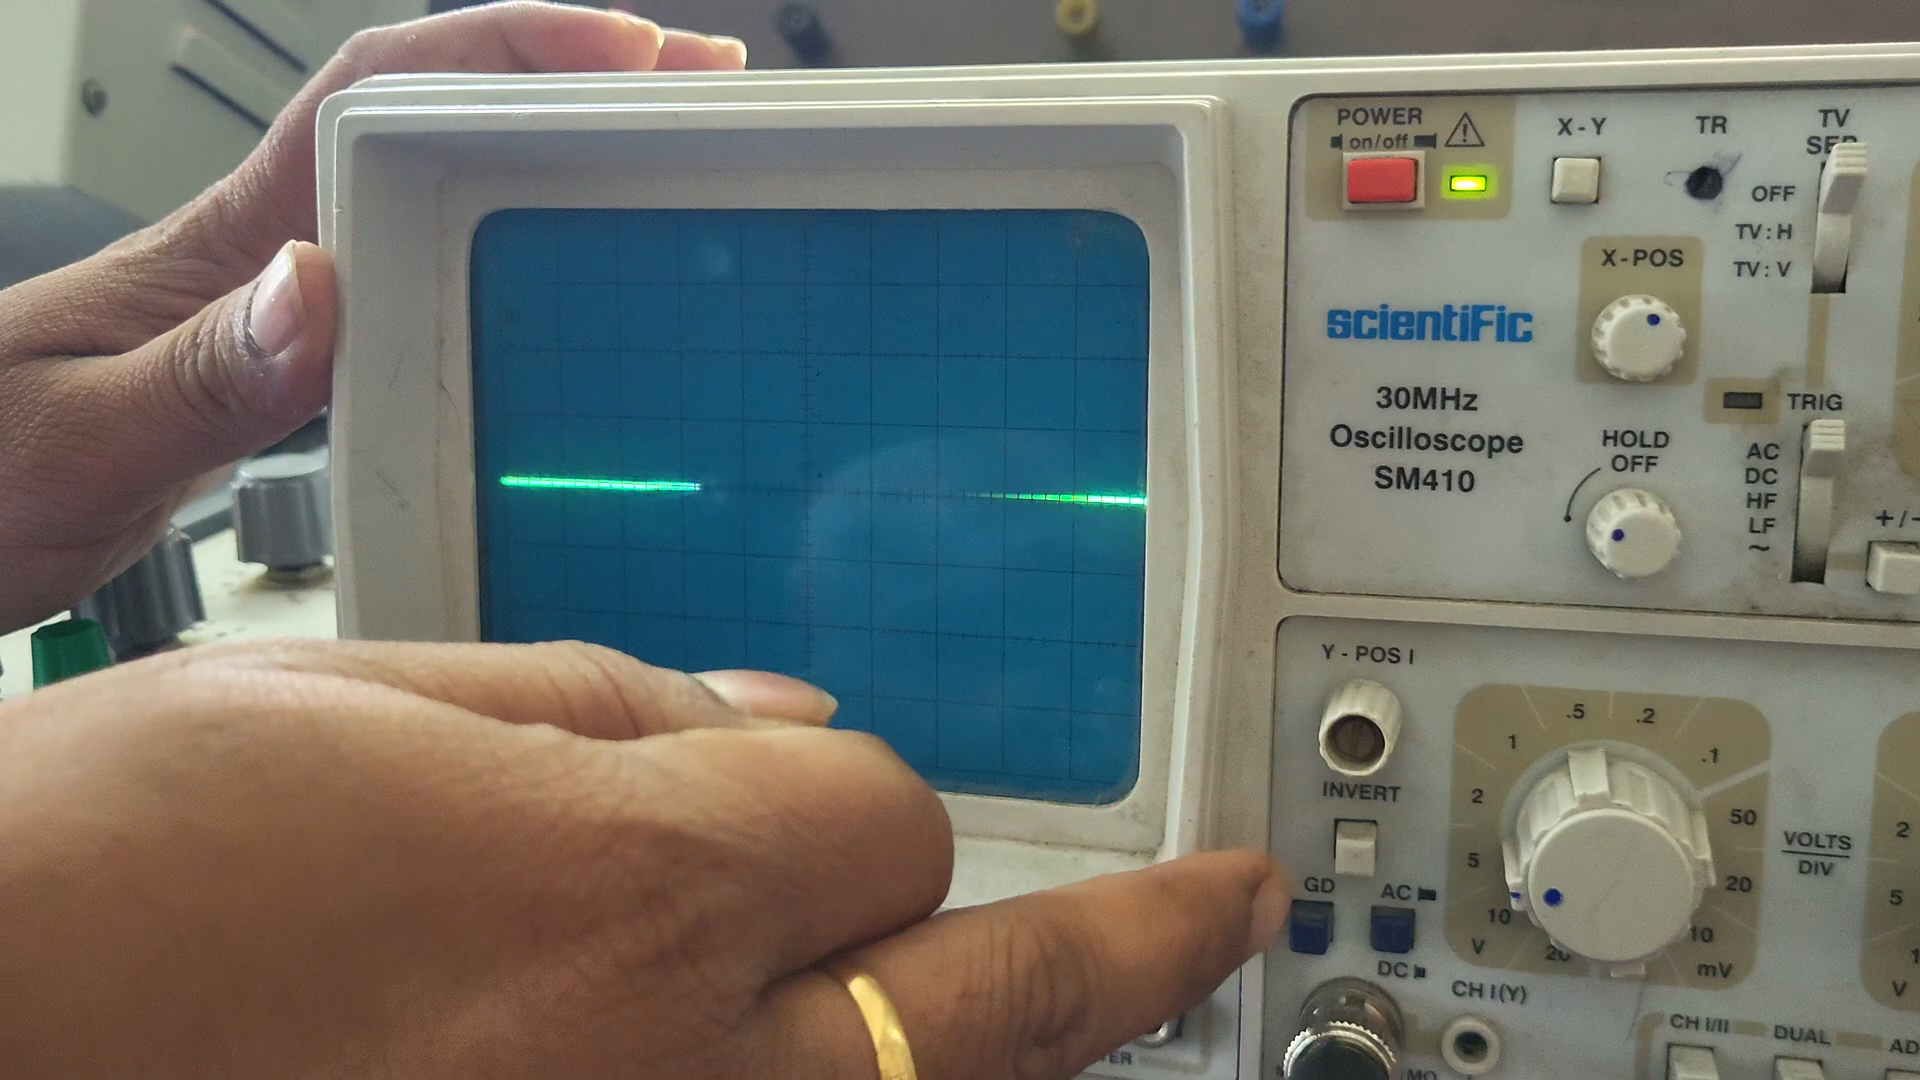 POWER
on/off
X-Y
TR
TV
SEP
OFF
TV:H
TV:V
X-POS
scientiFic
30MHz
Oscilloscope
SM410
HOLD
OFF
TRIG
AC
DC
HF
LF
~
+/-
Y-POS I
INVERT
GD
AC
DC
CH I(Y)
.5
.2
1
.1
2
50
5
20
10
10
V
20
mV
VOLTS
DIV
2
5
1
V
CH I/II
DUAL
AD